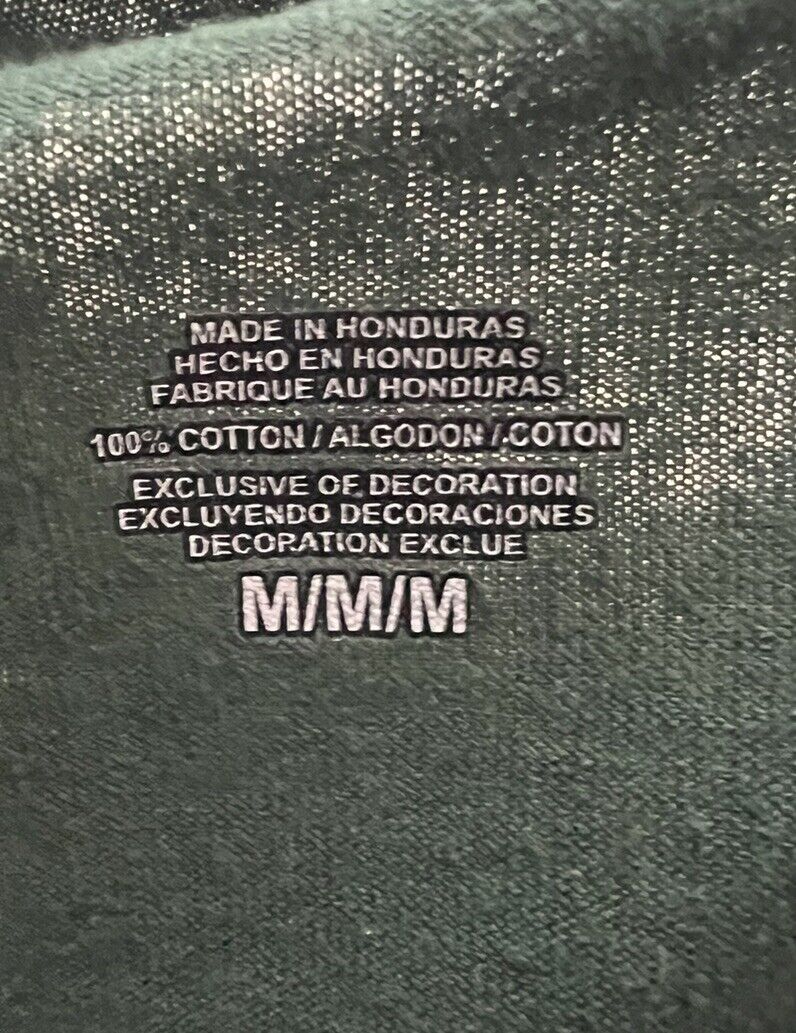 MADE IN HONDURAS
HECHO EN HONDURAS
FABRIQUE AU HONDURAS
100% COTTON / ALGODON / COTON
EXCLUSIVE OF DECORATION
EXCLUYENDO DECORACIONES
DECORATION EXCLUE
M/M/M